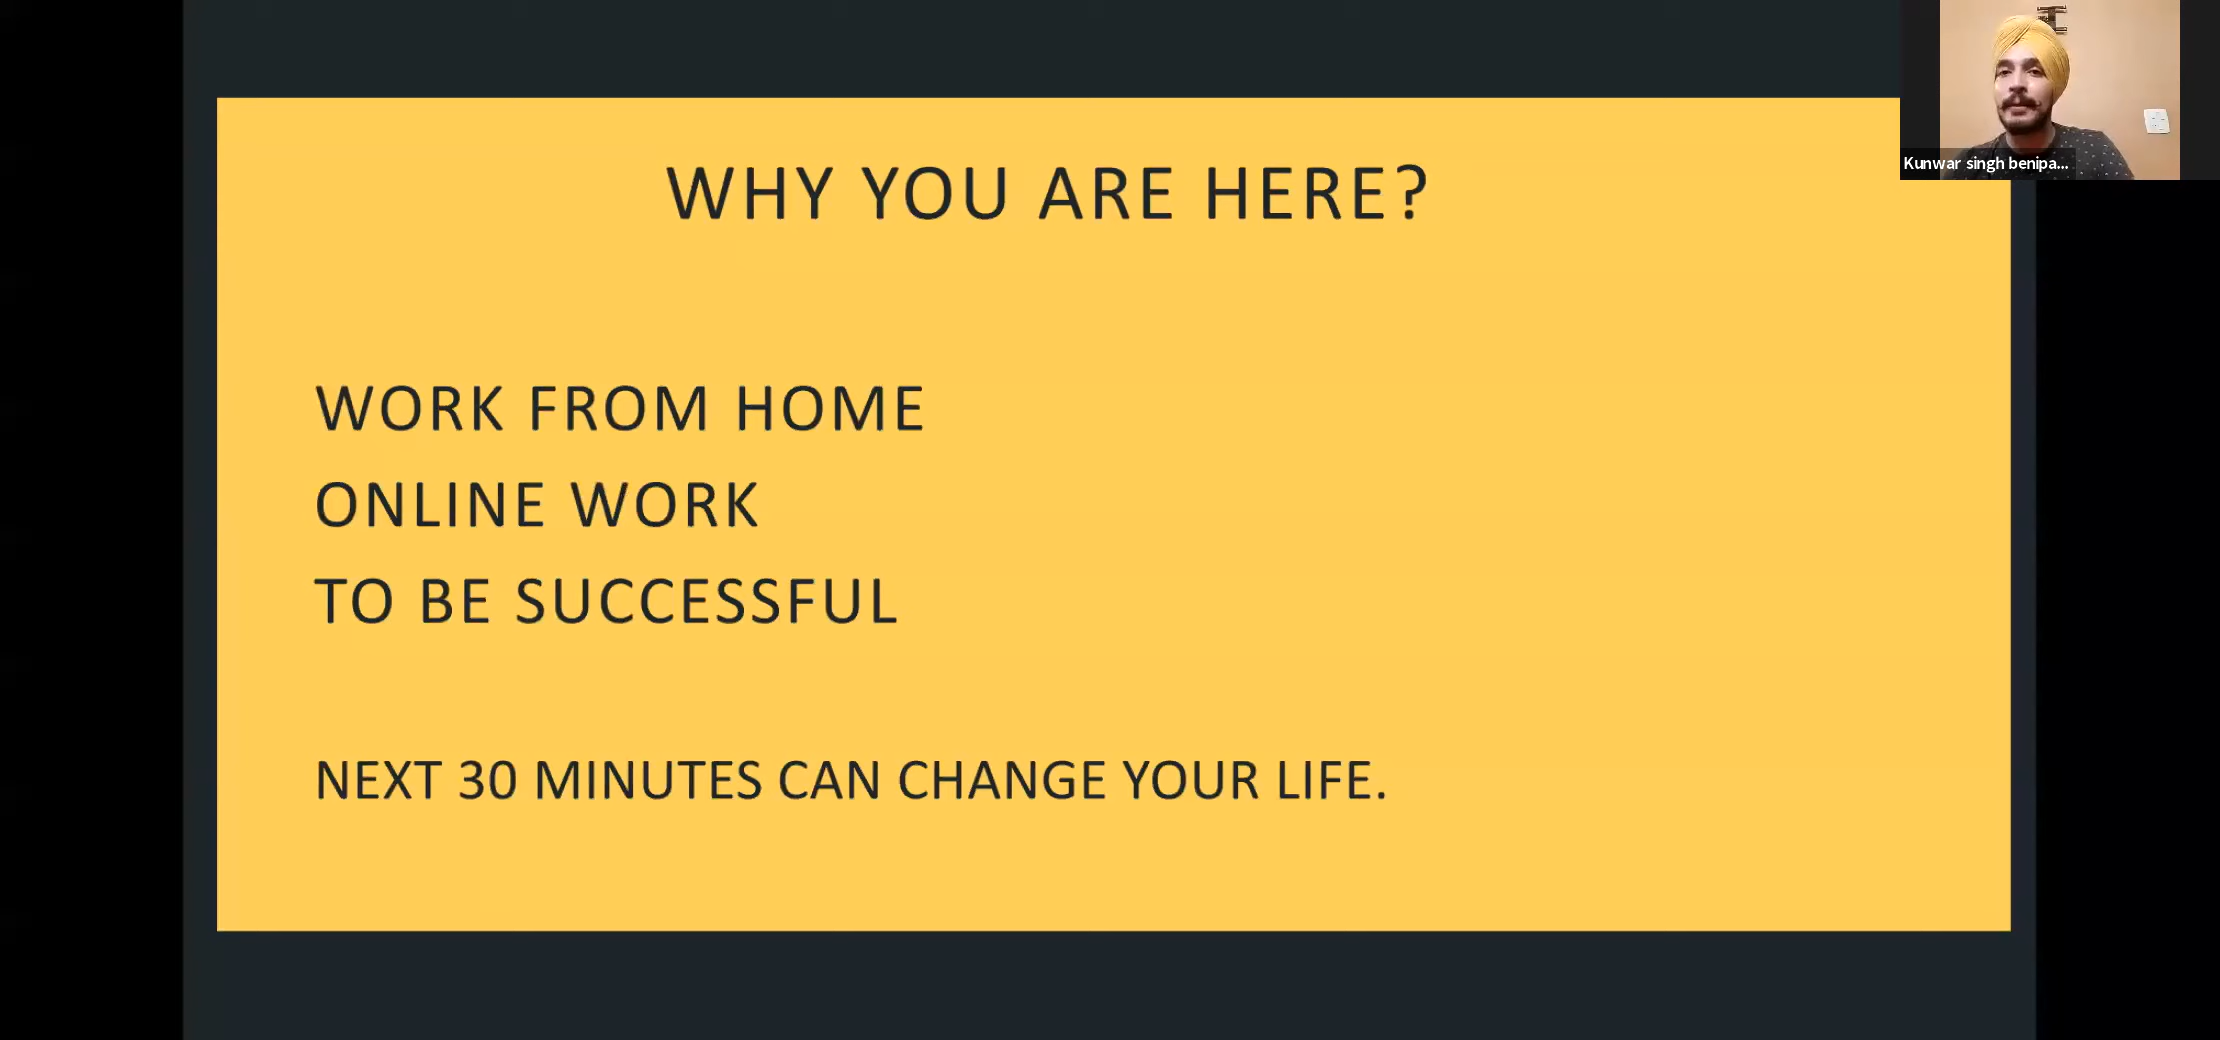 WHY YOU ARE HERE?
WORK FROM HOME
ONLINE WORK
TO BE SUCCESSFUL
NEXT 30 MINUTES CAN CHANGE YOUR LIFE.
Kunwar singh benipa...